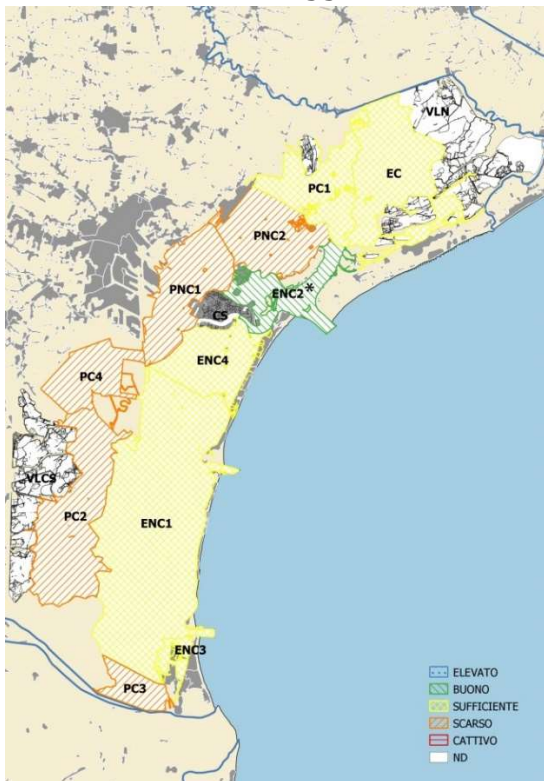 VLN
EC
PC1
PNC2
PNC1
ENC2*
CS
ENC4
PC4
VLCS
PC2
ENC1
ENC3
PC3
ELEVATO
BUONO
SUFFICIENTE
SCARSO
CATTIVO
ND